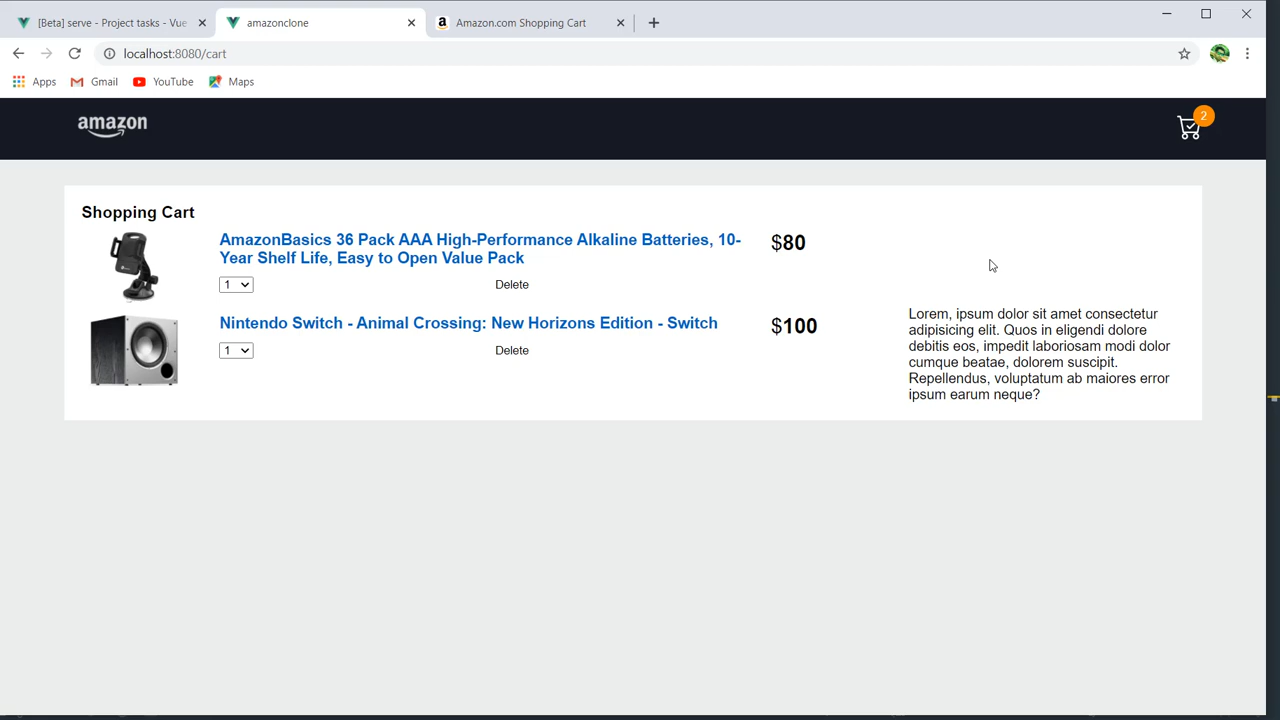 [Beta] serve - Project tasks - Vue
amazonclone
Amazon.com Shopping Cart
localhost:8080/cart
Apps
Gmail
YouTube
Maps
amazon
2
Shopping Cart
AmazonBasics 36 Pack AAA High-Performance Alkaline Batteries, 10-
Year Shelf Life, Easy to Open Value Pack
$80
1
Delete
Nintendo Switch - Animal Crossing: New Horizons Edition - Switch
$100
1
Delete
Lorem, ipsum dolor sit amet consectetur
adipisicing elit. Quos in eligendi dolore
debitis eos, impedit laboriosam modi dolor
cumque beatae, dolorem suscipit.
Repellendus, voluptatum ab maiores error
ipsum earum neque?